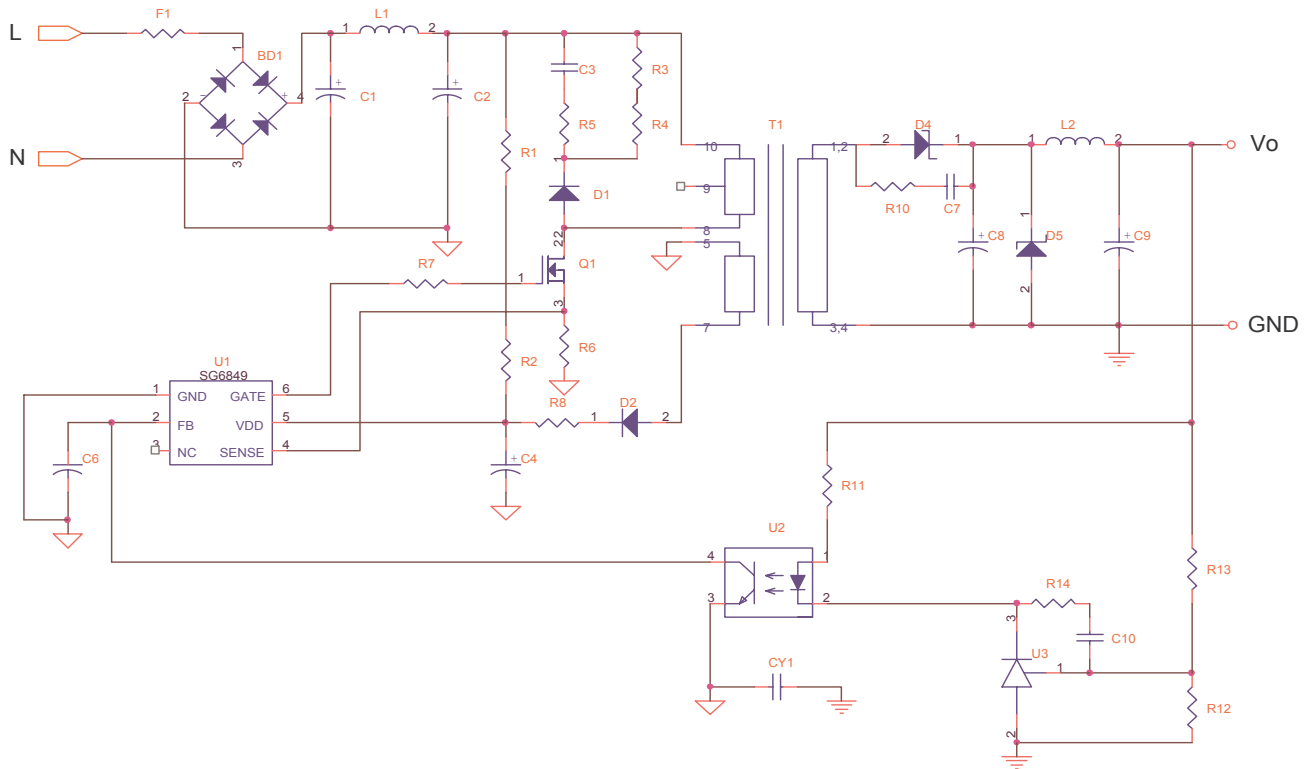 F1
L1
L
1
2
1
BD1
C3
R3
2
−
+
4
+
C1
+
C2
R5
R4
T1
D4
L2
N
3
R1
1
10
1,2
2
1
1
2
Vo
D1
9
R10
C7
8
1
22
5
+
C8
D5
+
C9
R7
2
Q1
1
2
3
7
3,4
GND
R6
R2
U1
SG6849
1
GND
GATE
6
R8
D2
2
FB
VDD
5
1
2
3
NC
SENSE
4
C6
+
C4
R11
U2
4
1
R13
3
2
R14
3
C10
U3
CY1
1
R12
2